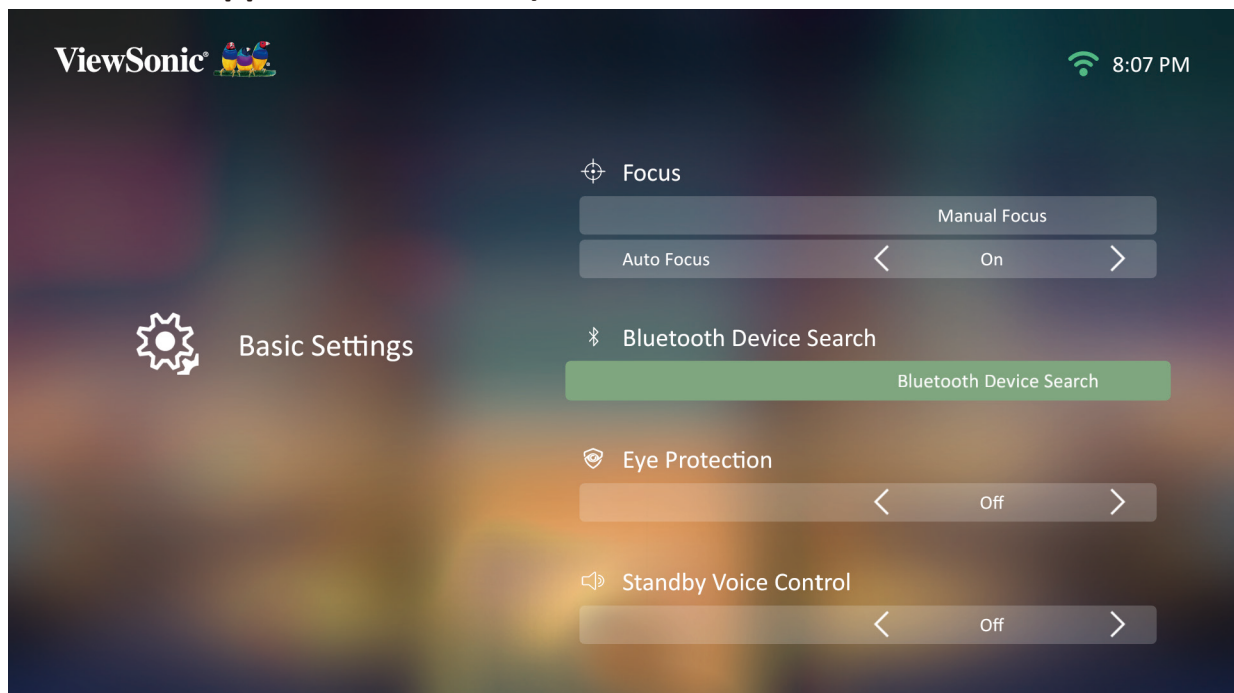 ViewSonic®
8:07 PM
Focus
Manual Focus
Auto Focus On
Basic Settings
Bluetooth Device Search
Bluetooth Device Search
Eye Protection
Off
Standby Voice Control
Off